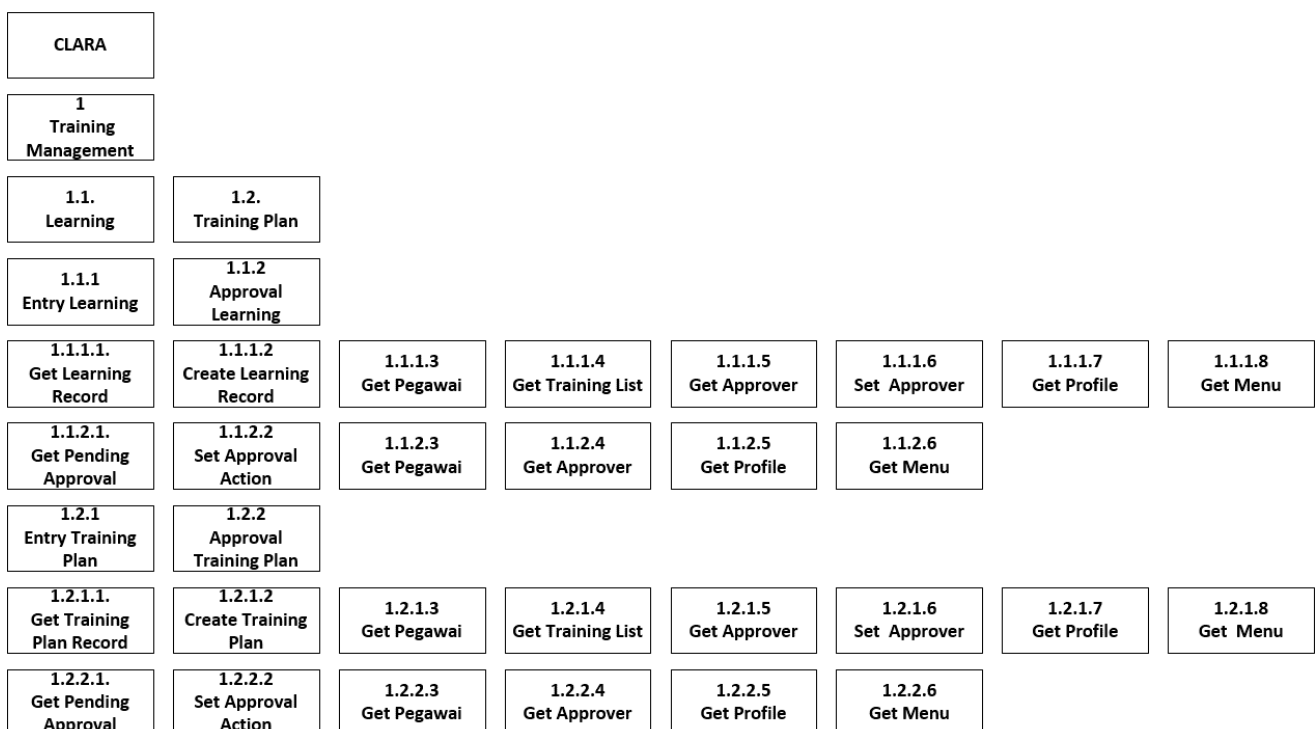 CLARA
1
Training
Management
1.1.
Learning
1.2.
Training Plan
1.1.1
Entry Learning
1.1.2
Approval
Learning
1.1.1.1.
Get Learning
Record
1.1.1.2
Create Learning
Record
1.1.1.3
Get Pegawai
1.1.1.4
Get Training List
1.1.1.5
Get Approver
1.1.1.6
Set  Approver
1.1.1.7
Get Profile
1.1.1.8
Get Menu
1.1.2.1.
Get Pending
Approval
1.1.2.2
Set Approval
Action
1.1.2.3
Get Pegawai
1.1.2.4
Get Approver
1.1.2.5
Get Profile
1.1.2.6
Get Menu
1.2.1
Entry Training
Plan
1.2.2
Approval
Training Plan
1.2.1.1.
Get Training
Plan Record
1.2.1.2
Create Training
Plan
1.2.1.3
Get Pegawai
1.2.1.4
Get Training List
1.2.1.5
Get Approver
1.2.1.6
Set  Approver
1.2.1.7
Get Profile
1.2.1.8
Get  Menu
1.2.2.1.
Get Pending
Approval
1.2.2.2
Set Approval
Action
1.2.2.3
Get Pegawai
1.2.2.4
Get Approver
1.2.2.5
Get Profile
1.2.2.6
Get Menu